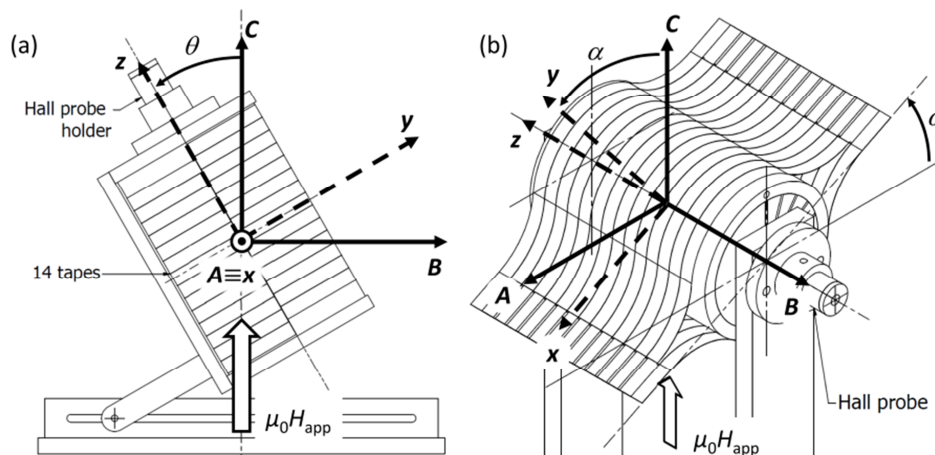 (a)
θ
C
z
Hall probe
holder
y
14 tapes
A≡x
B
μ₀Happ
(b)
C
α
y
z
α
A
B
x
Hall probe
μ₀Happ